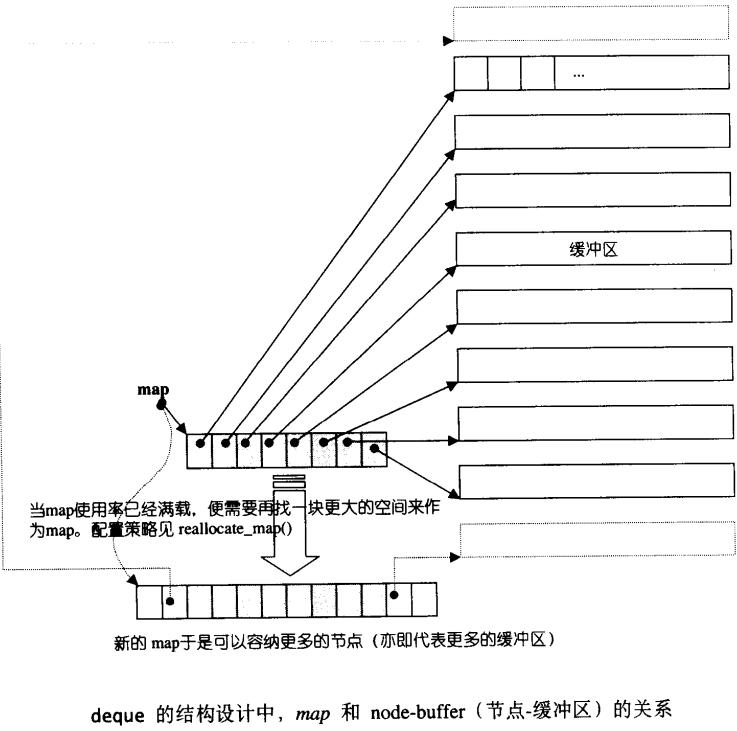 ...
缓冲区
map
当map使用率已经满载，便需要再找一块更大的空间来作
为map。配置策略见 reallocate_map()
新的 map于是可以容纳更多的节点（亦即代表更多的缓冲区）
deque 的结构设计中，map 和 node-buffer（节点-缓冲区）的关系